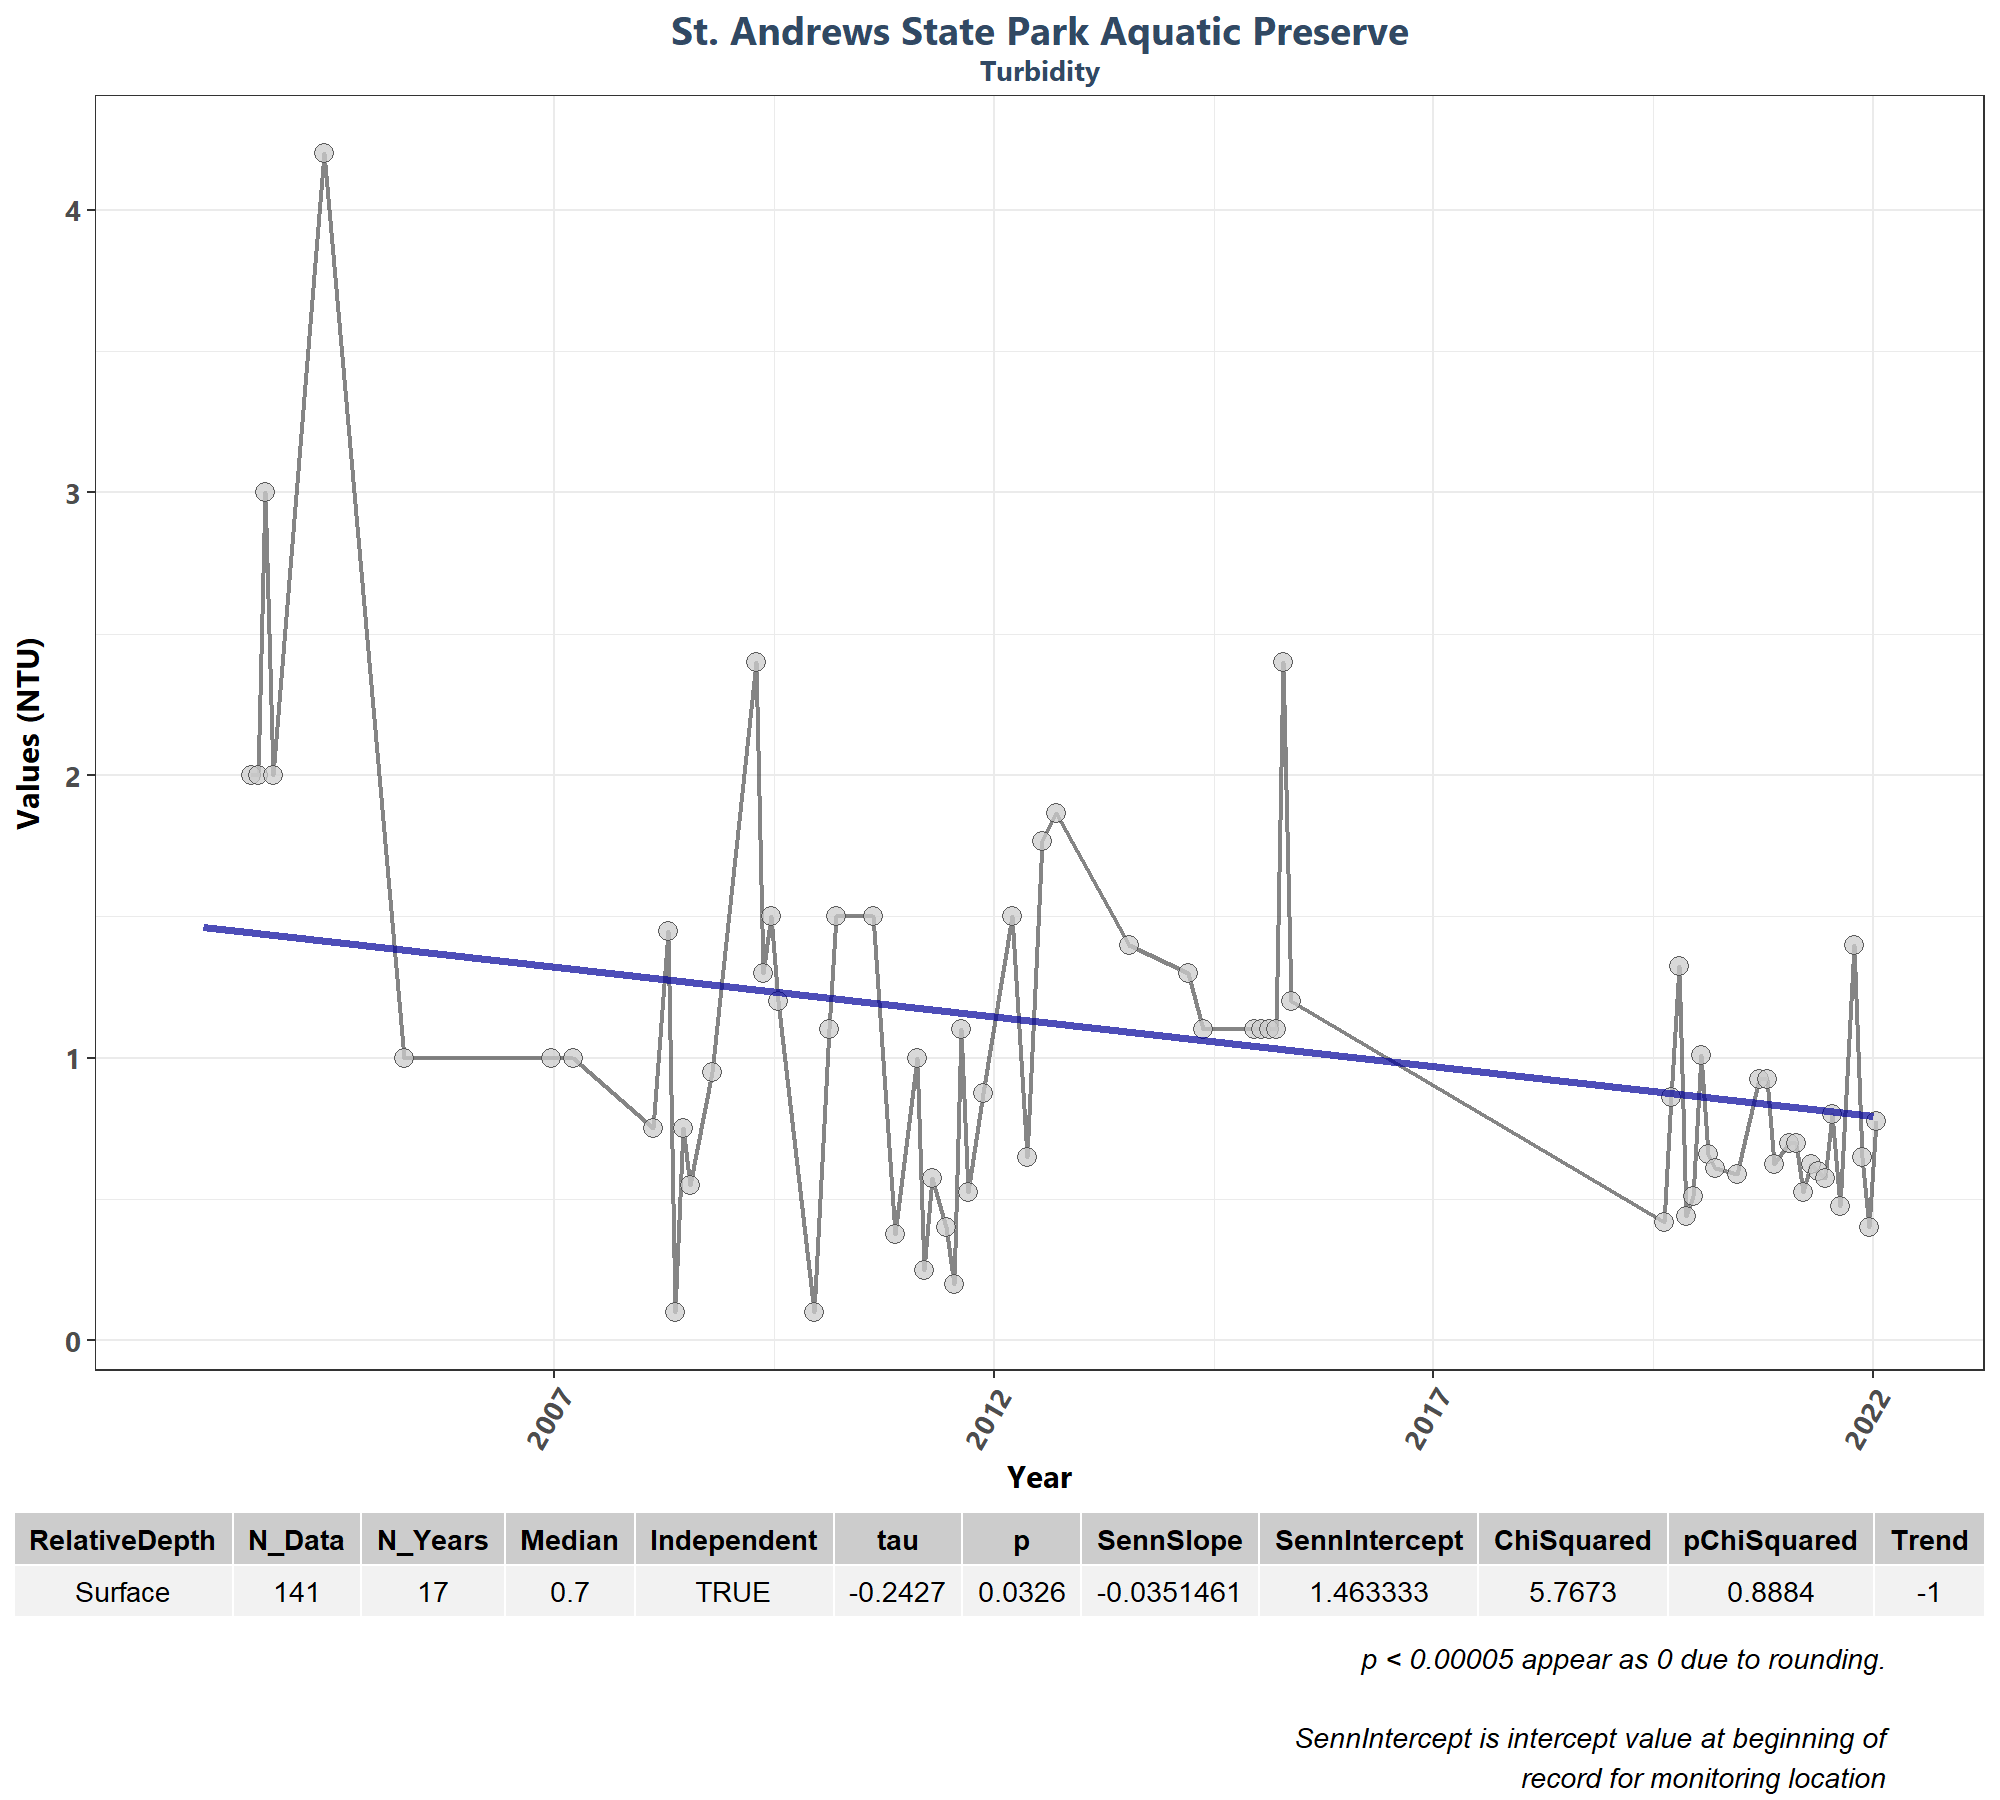 St. Andrews State Park Aquatic Preserve
Turbidity
Values (NTU)
4
3
2
1
0
2007 2012 2017 2022
Year
RelativeDepth N_Data N_Years Median Independent tau p SennSlope SennIntercept ChiSquared pChiSquared Trend
Surface 141 17 0.7 TRUE -0.2427 0.0326 -0.0351461 1.463333 5.7673 0.8884 -1
p < 0.00005 appear as 0 due to rounding.
SennIntercept is intercept value at beginning of
record for monitoring location